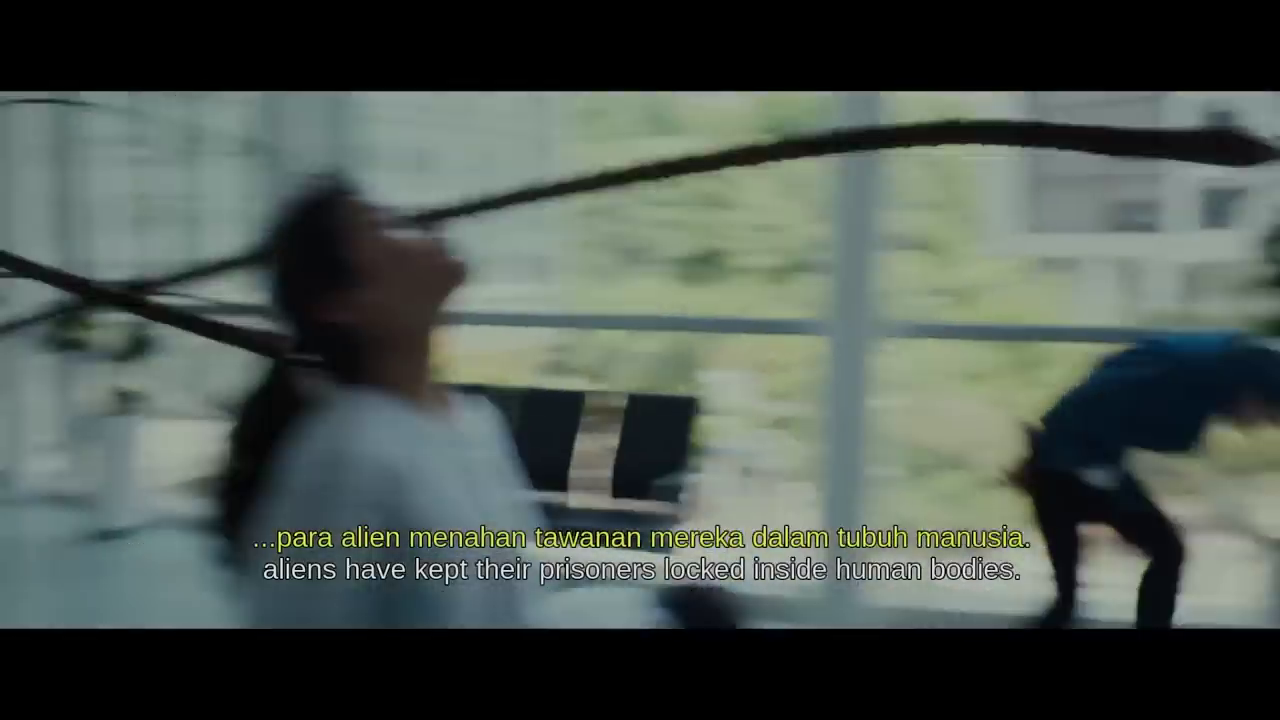 ...para alien menahan tawanan mereka dalam tubuh manusia.
aliens have kept their prisoners locked inside human bodies.